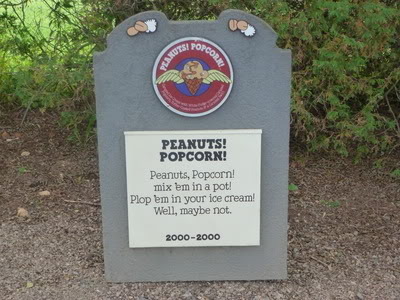 PEANUTS! POPCORN!
PEANUTS!
POPCORN!
Peanuts, Popcorn!
mix 'em in a pot!
Plop 'em in your ice cream!
Well, maybe not.
2000-2000